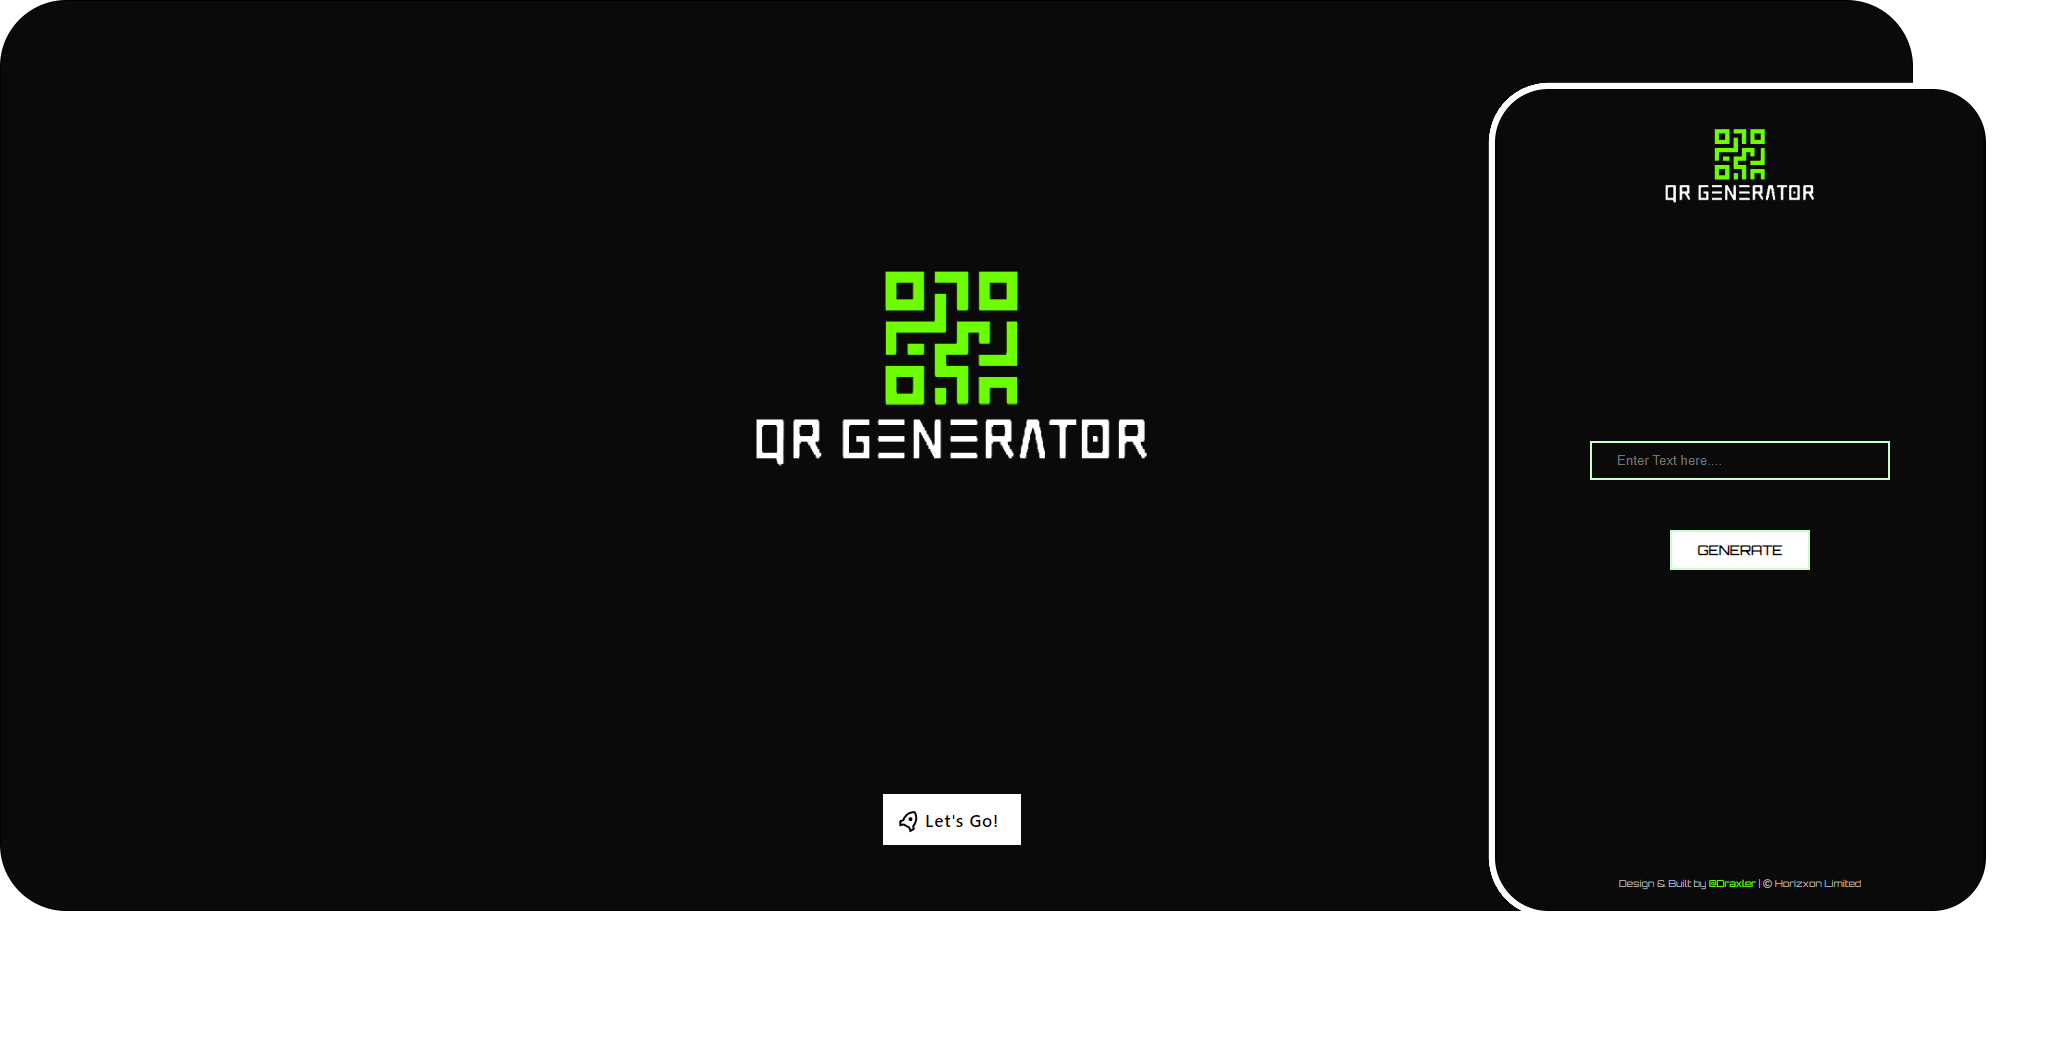 QR GENERATOR
Let's Go!
QR GENERATOR
Enter Text here....
GENERATE
Design & Built by @Draxler | © Horizxon Limited